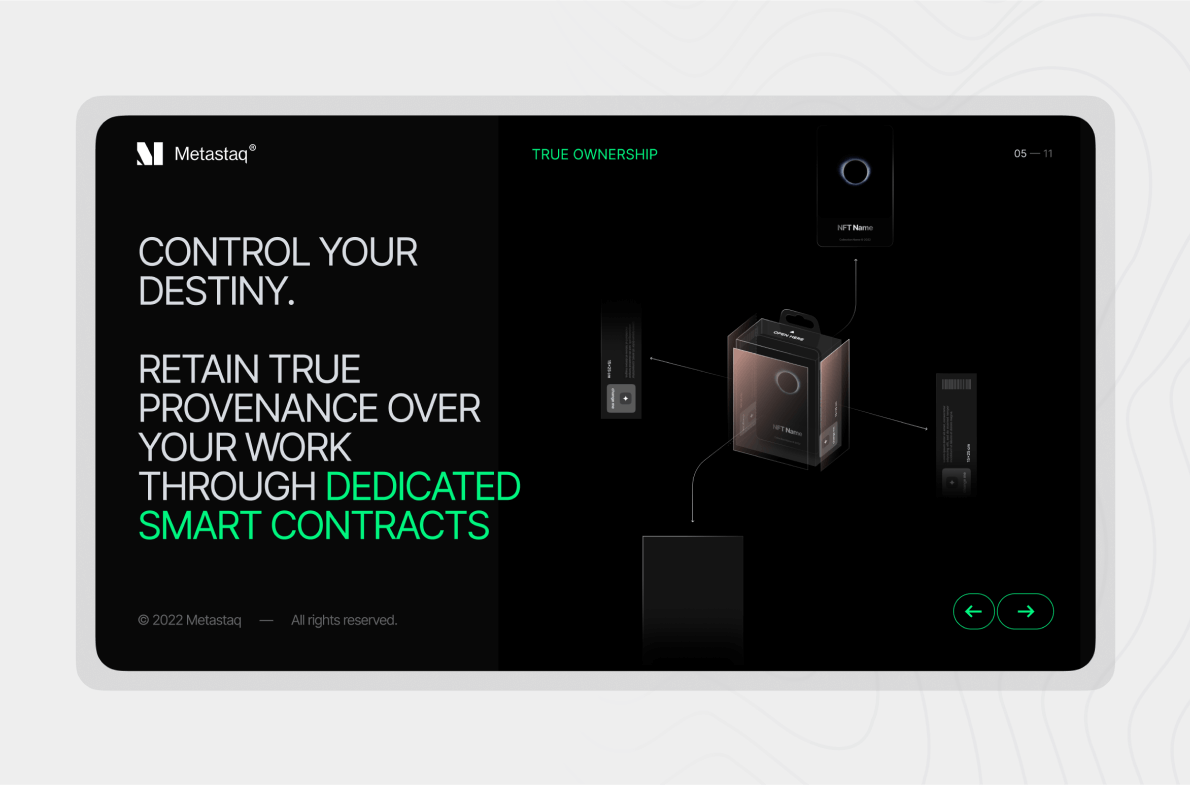 Metastaq®
TRUE OWNERSHIP
05 — 11
CONTROL YOUR
DESTINY.
RETAIN TRUE
PROVENANCE OVER
YOUR WORK
THROUGH DEDICATED
SMART CONTRACTS
NFT Name
OPEN HERE
NFT Name
© 2022 Metastaq — All rights reserved.